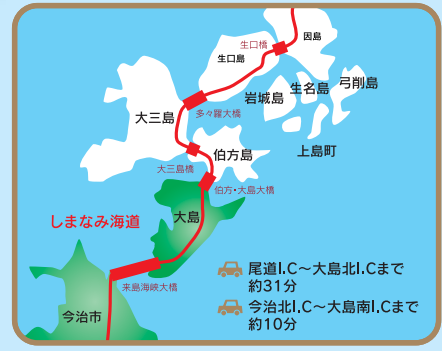 因島
生口橋
生口島
岩城島
生名島
弓削島
大三島
多々羅大橋
上島町
伯方島
大三島橋
伯方・大島大橋
大島
しまなみ海道
来島海峡大橋
今治市
尾道I.C〜大島北I.Cまで
約31分
今治北I.C〜大島南I.Cまで
約10分